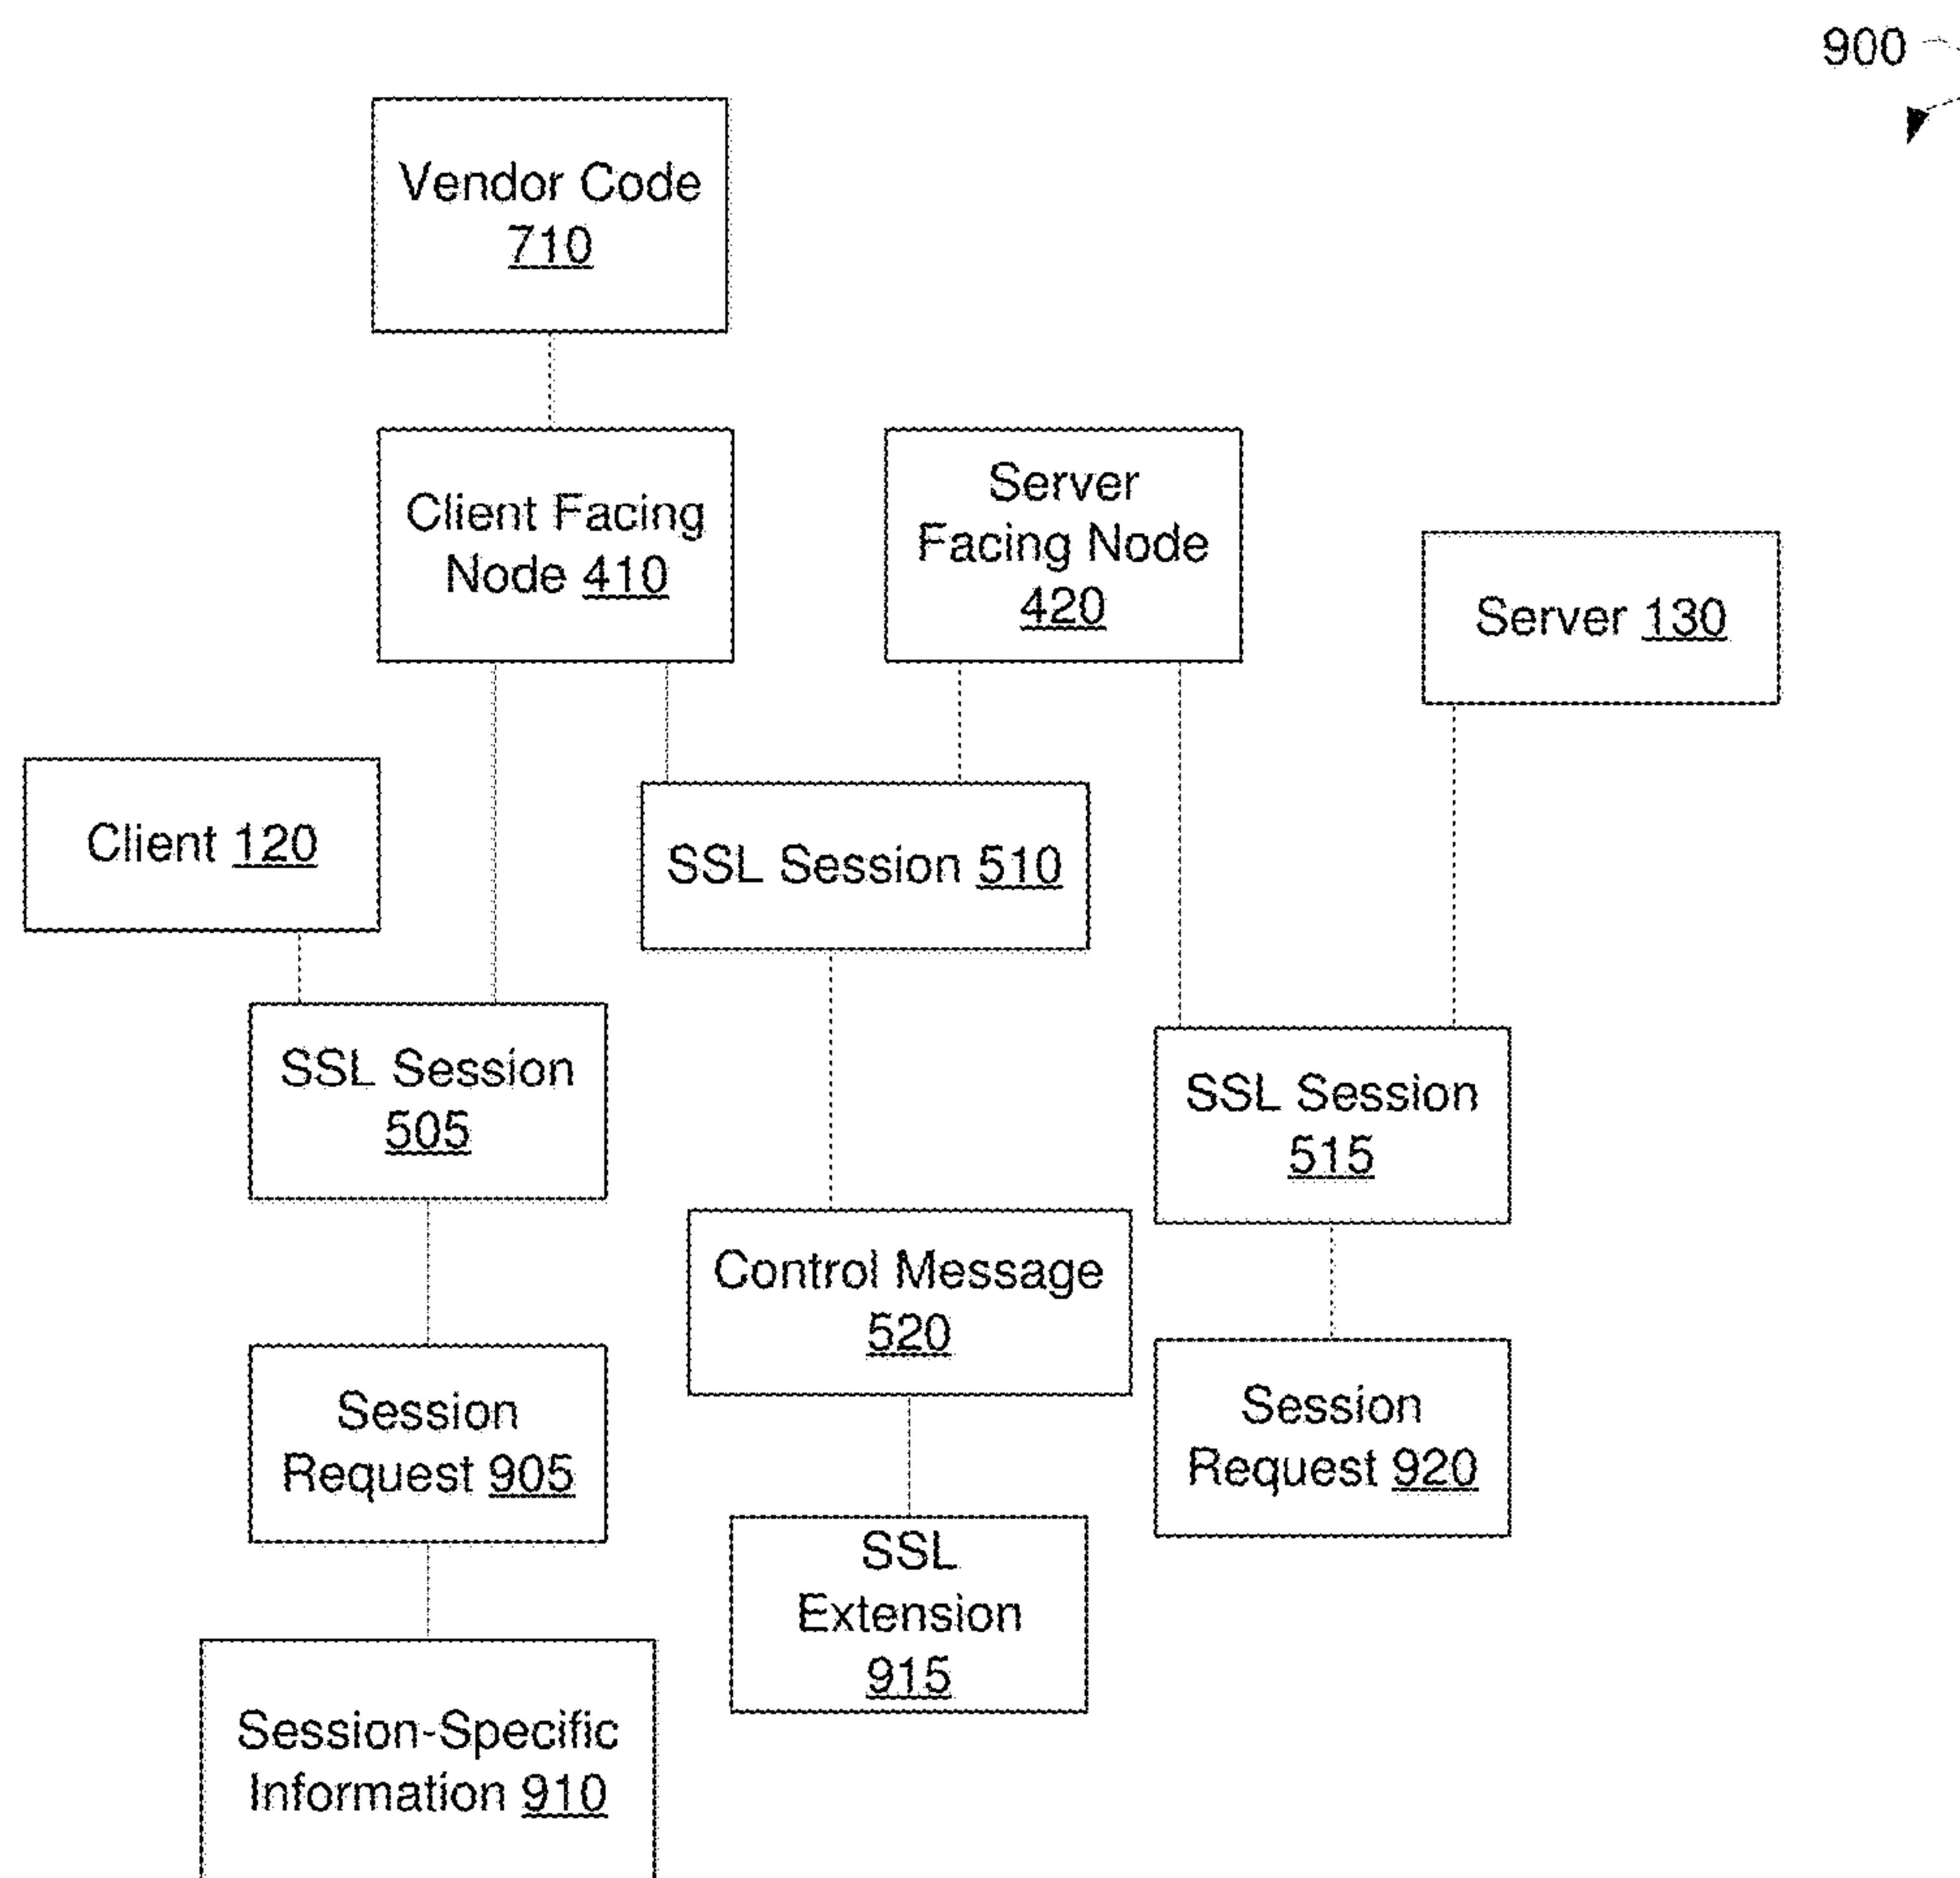 900
Vendor Code
710
Client Facing
Node 410
Server
Facing Node
420
Server 130
Client 120
SSL Session 510
SSL Session
505
SSL Session
515
Control Message
520
Session
Request 905
Session
Request 920
SSL
Extension
915
Session-Specific
Information 910